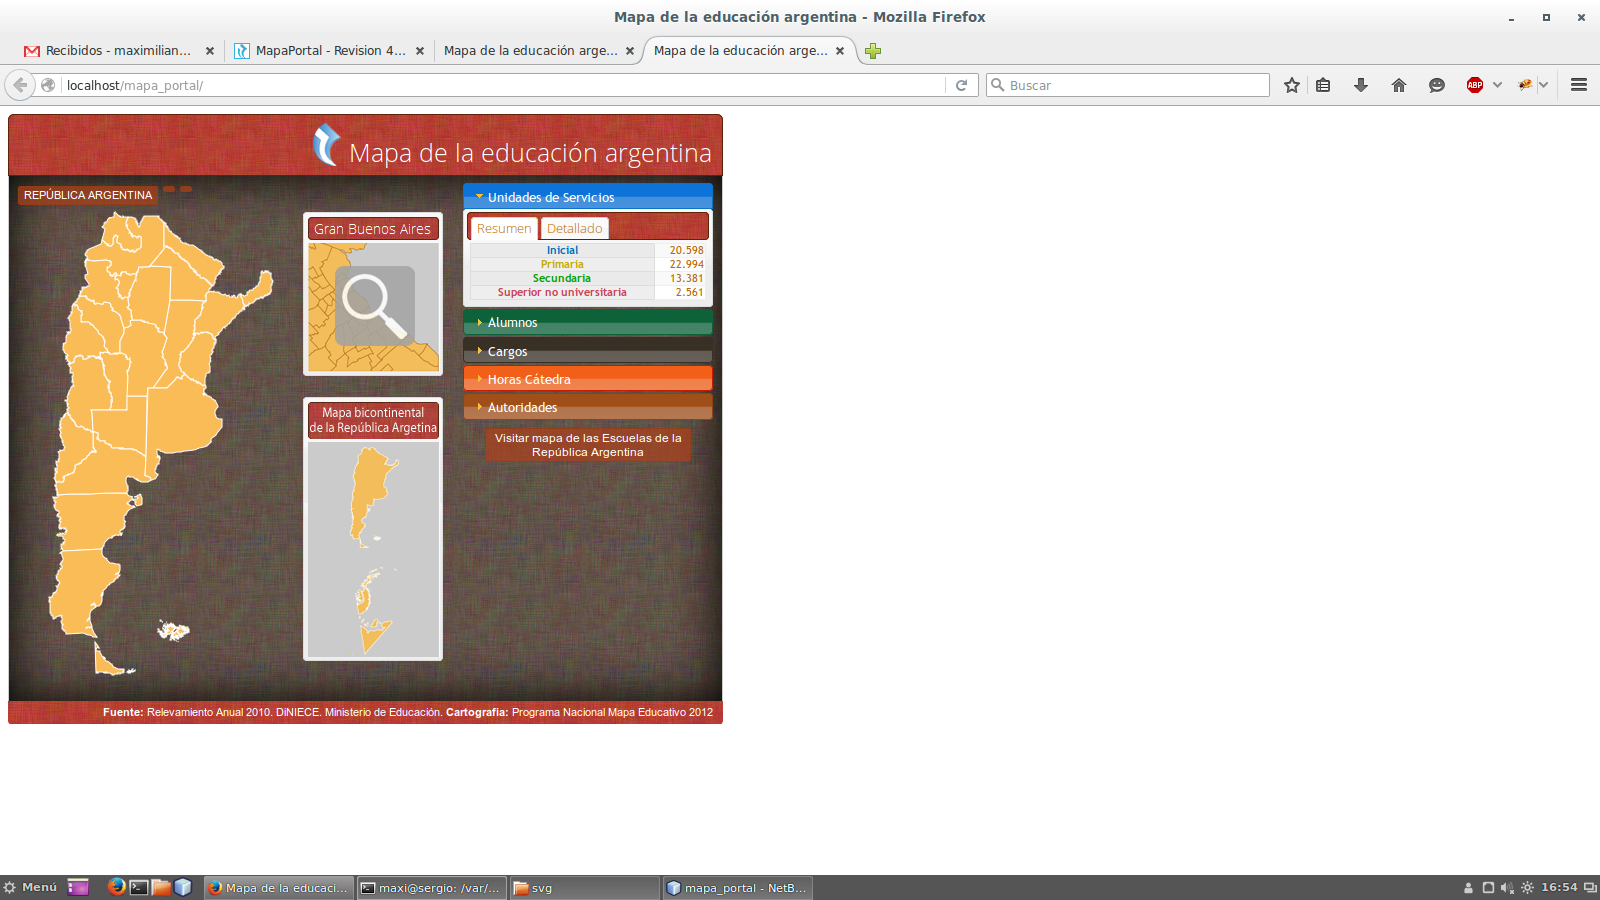 Mapa de la educación argentina - Mozilla Firefox
Recibidos - maximilian...
MapaPortal - Revision 4...
Mapa de la educación arge...
Mapa de la educación arge...
localhost/mapa_portal/
Buscar
ABP
Mapa de la educación argentina
REPÚBLICA ARGENTINA
Gran Buenos Aires
Mapa bicontinental
de la República Argetina
Unidades de Servicios
Resumen Detallado
Inicial 20.598
Primaria 22.994
Secundaria 13.381
Superior no universitaria 2.561
Alumnos
Cargos
Horas Cátedra
Autoridades
Visitar mapa de las Escuelas de la
República Argentina
Fuente: Relevamiento Anual 2010. DiNIECE. Ministerio de Educación. Cartografía: Programa Nacional Mapa Educativo 2012
Menú
Mapa de la educaci...
maxi@sergio: /var/...
svg
mapa_portal - NetB...
16:54